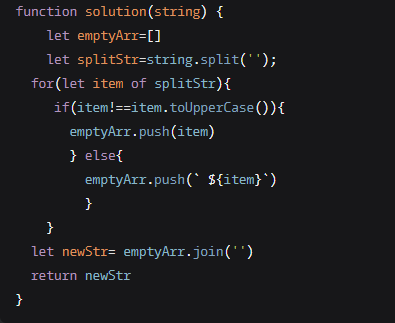 function solution(string) {
    let emptyArr=[]
    let splitStr=string.split('');
  for(let item of splitStr){
     if(item!==item.toUpperCase()){
       emptyArr.push(item)
       } else{
         emptyArr.push(` ${item}`)
         }
    }
  let newStr= emptyArr.join('')
  return newStr
}